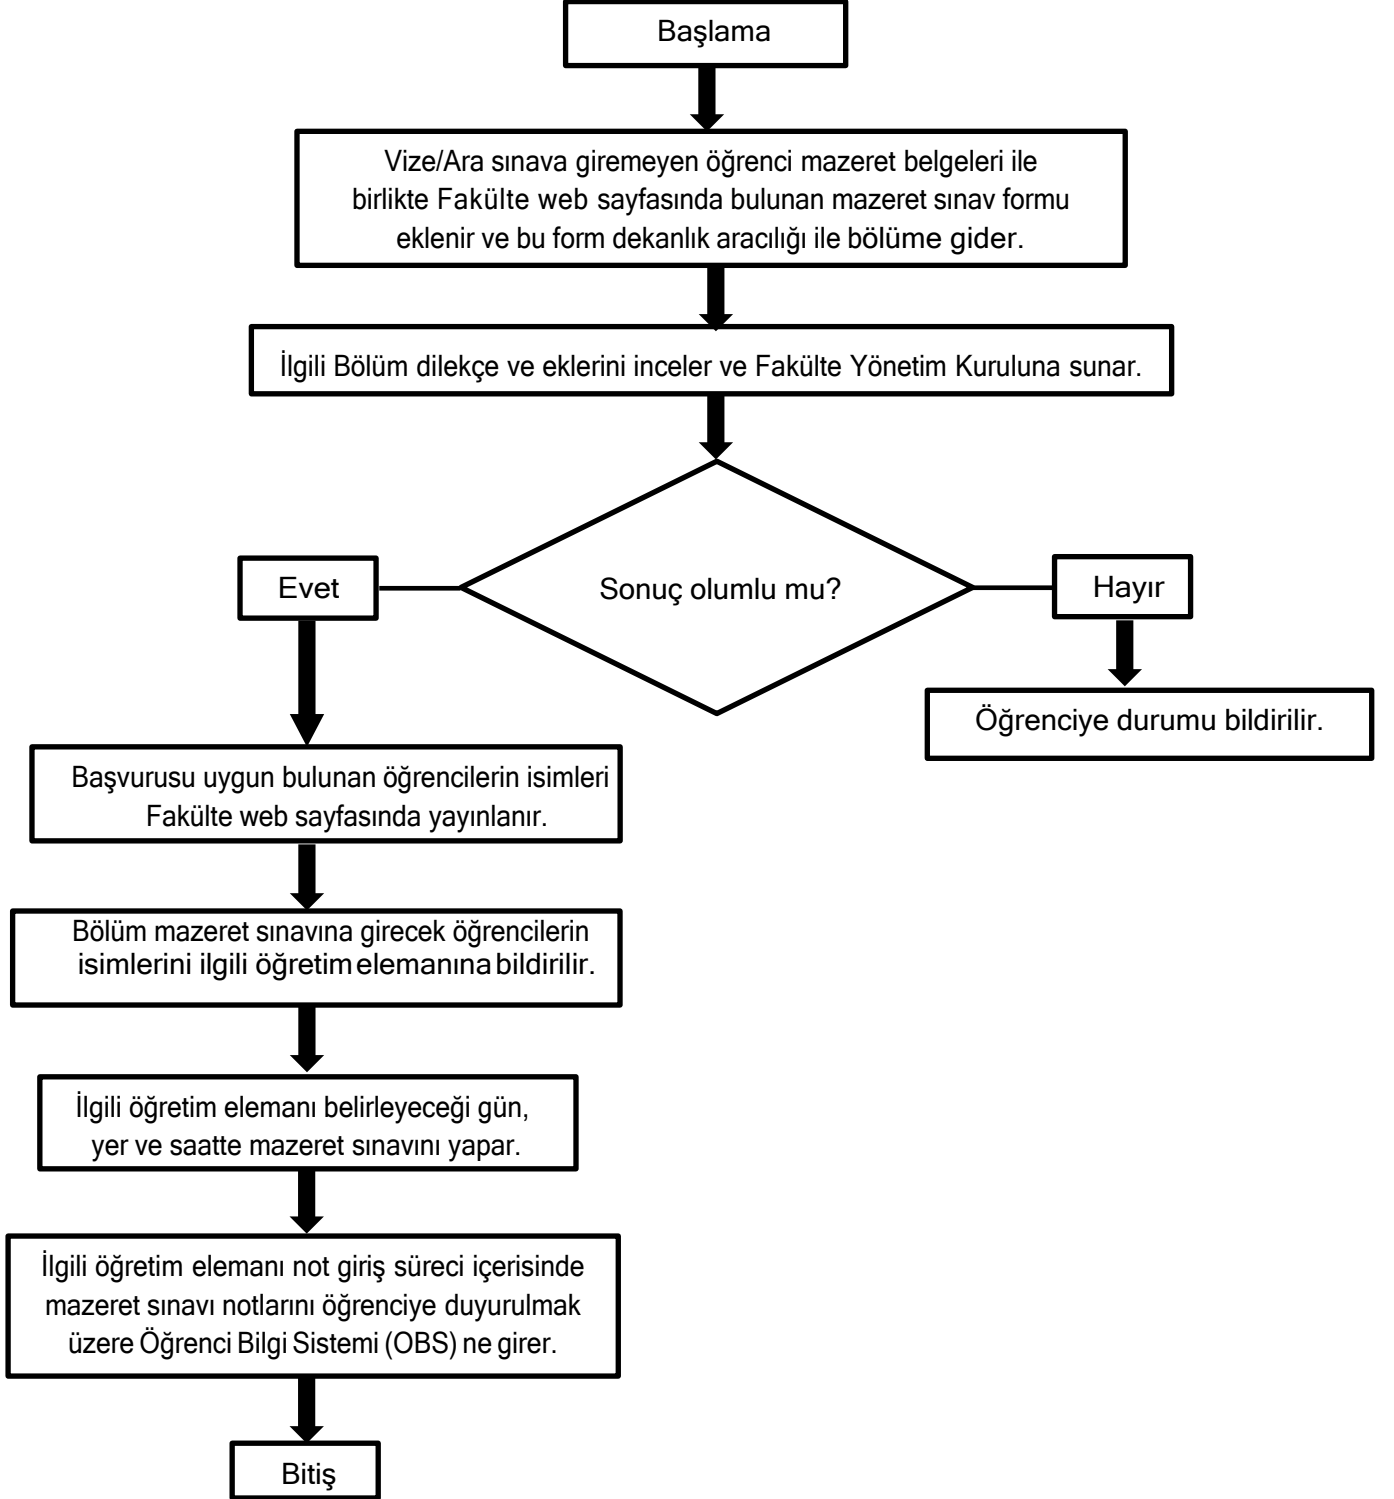 Başlama
Vize/Ara sınava giremeyen öğrenci mazeret belgeleri ile
birlikte Fakülte web sayfasında bulunan mazeret sınav formu
eklenir ve bu form dekanlık aracılığı ile bölüme gider.
İlgili Bölüm dilekçe ve eklerini inceler ve Fakülte Yönetim Kuruluna sunar.
Sonuç olumlu mu?
Evet
Hayır
Öğrenciye durumu bildirilir.
Başvurusu uygun bulunan öğrencilerin isimleri
Fakülte web sayfasında yayınlanır.
Bölüm mazeret sınavına girecek öğrencilerin
isimlerini ilgili öğretim elemanına bildirilir.
İlgili öğretim elemanı belirleyeceği gün,
yer ve saatte mazeret sınavını yapar.
İlgili öğretim elemanı not giriş süreci içerisinde
mazeret sınavı notlarını öğrenciye duyurulmak
üzere Öğrenci Bilgi Sistemi (OBS) ne girer.
Bitiş